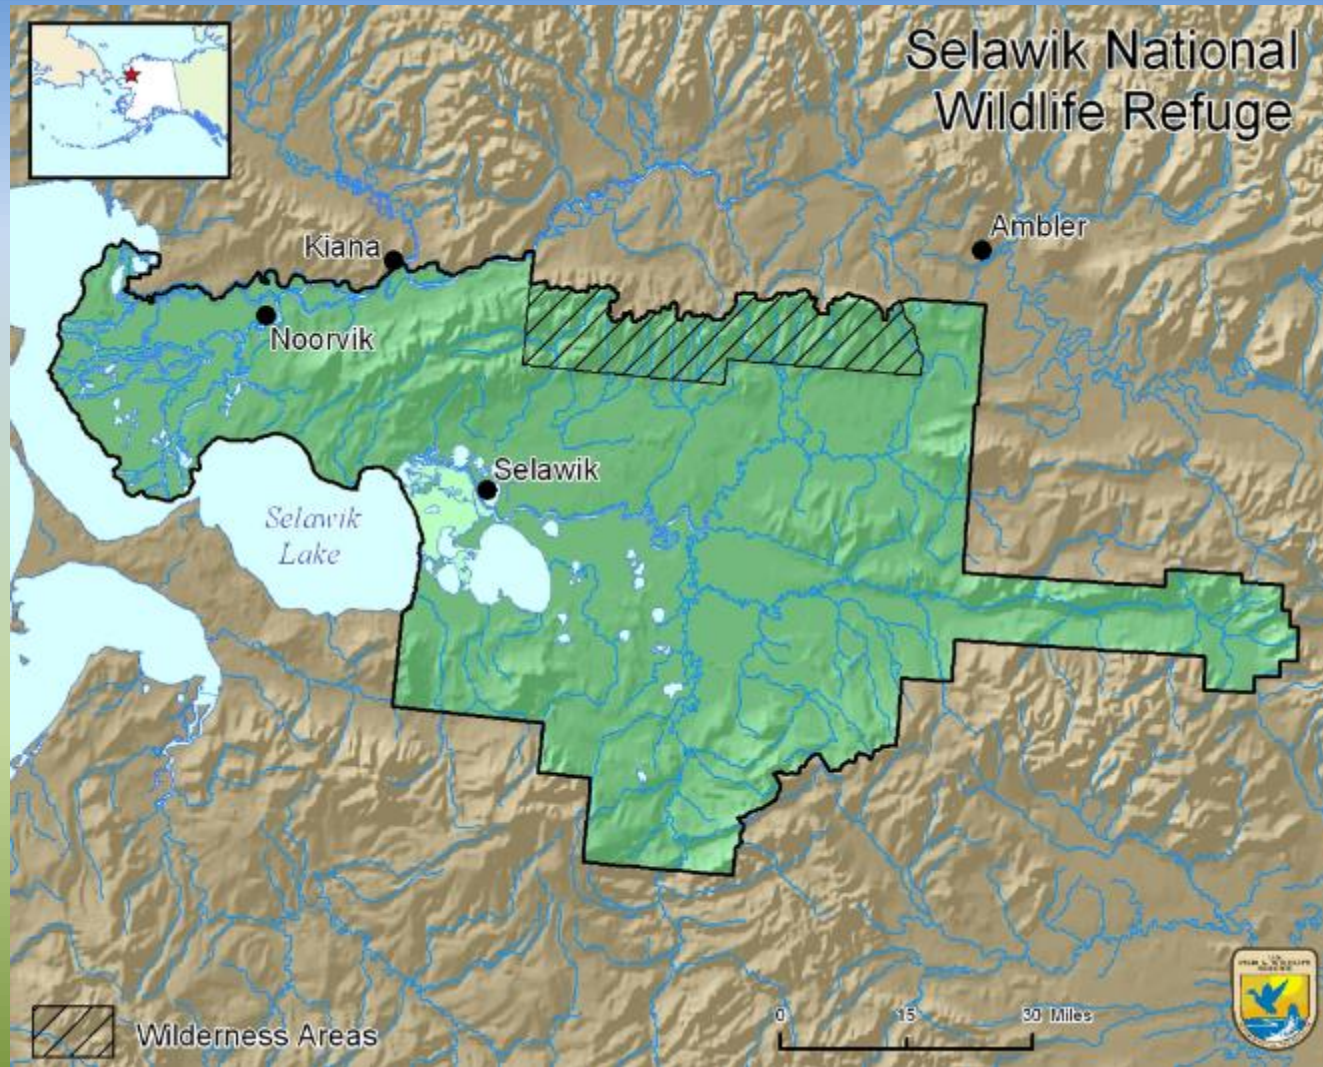 Selawik National
Wildlife Refuge
Ambler
Kiana
Noorvik
Selawik
Selawik
Lake
0 15 30 Miles
Wilderness Areas